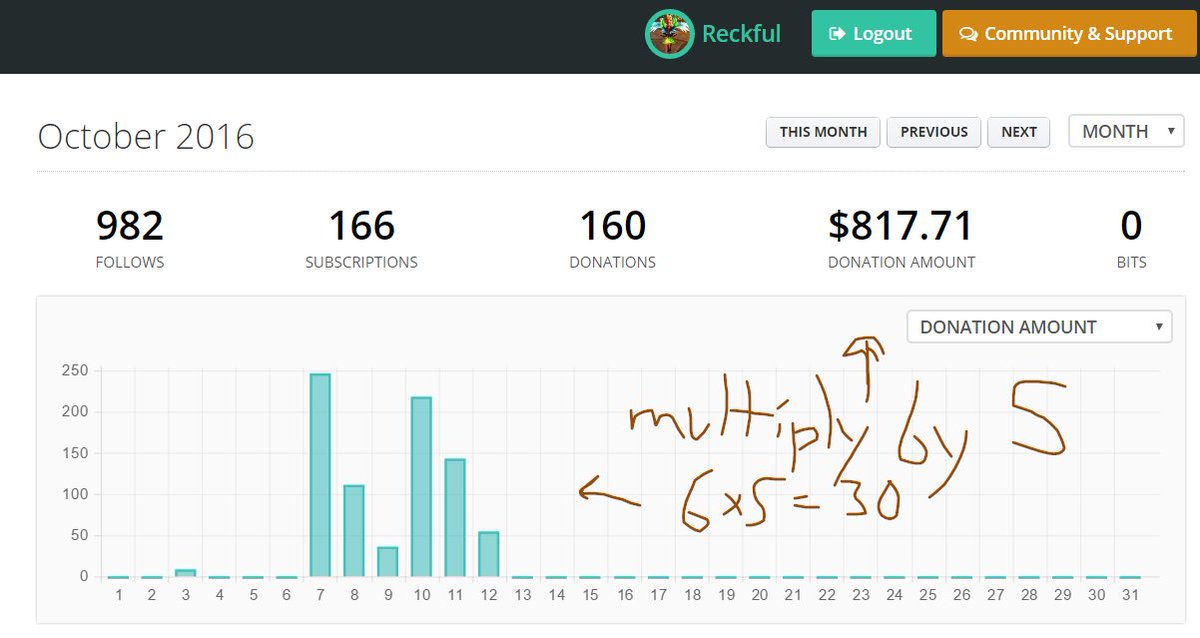 Reckful
Logout
Community & Support
October 2016
THIS MONTH
PREVIOUS
NEXT
MONTH
982
FOLLOWS
166
SUBSCRIPTIONS
160
DONATIONS
$817.71
DONATION AMOUNT
0
BITS
DONATION AMOUNT
250
200
150
100
50
0
multiply by 5
6x5=30
1 2 3 4 5 6 7 8 9 10 11 12 13 14 15 16 17 18 19 20 21 22 23 24 25 26 27 28 29 30 31